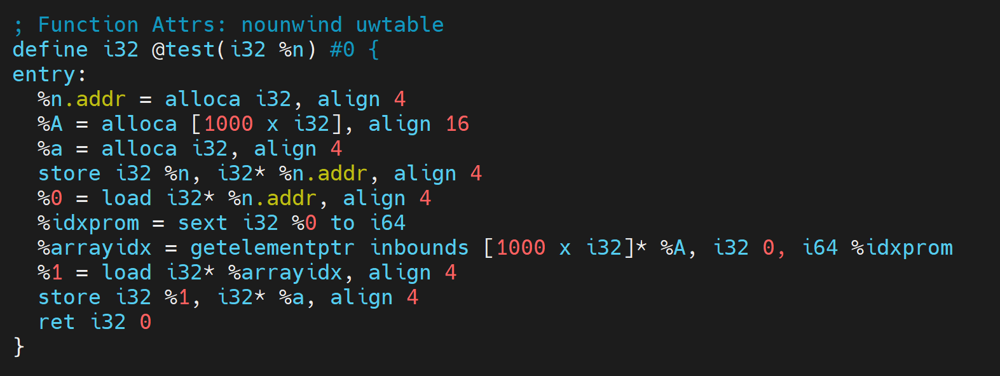 ; Function Attrs: nounwind uwtable
define i32 @test(i32 %n) #0 {
entry:
  %n.addr = alloca i32, align 4
  %A = alloca [1000 x i32], align 16
  %a = alloca i32, align 4
  store i32 %n, i32* %n.addr, align 4
  %0 = load i32* %n.addr, align 4
  %idxprom = sext i32 %0 to i64
  %arrayidx = getelementptr inbounds [1000 x i32]* %A, i32 0, i64 %idxprom
  %1 = load i32* %arrayidx, align 4
  store i32 %1, i32* %a, align 4
  ret i32 0
}